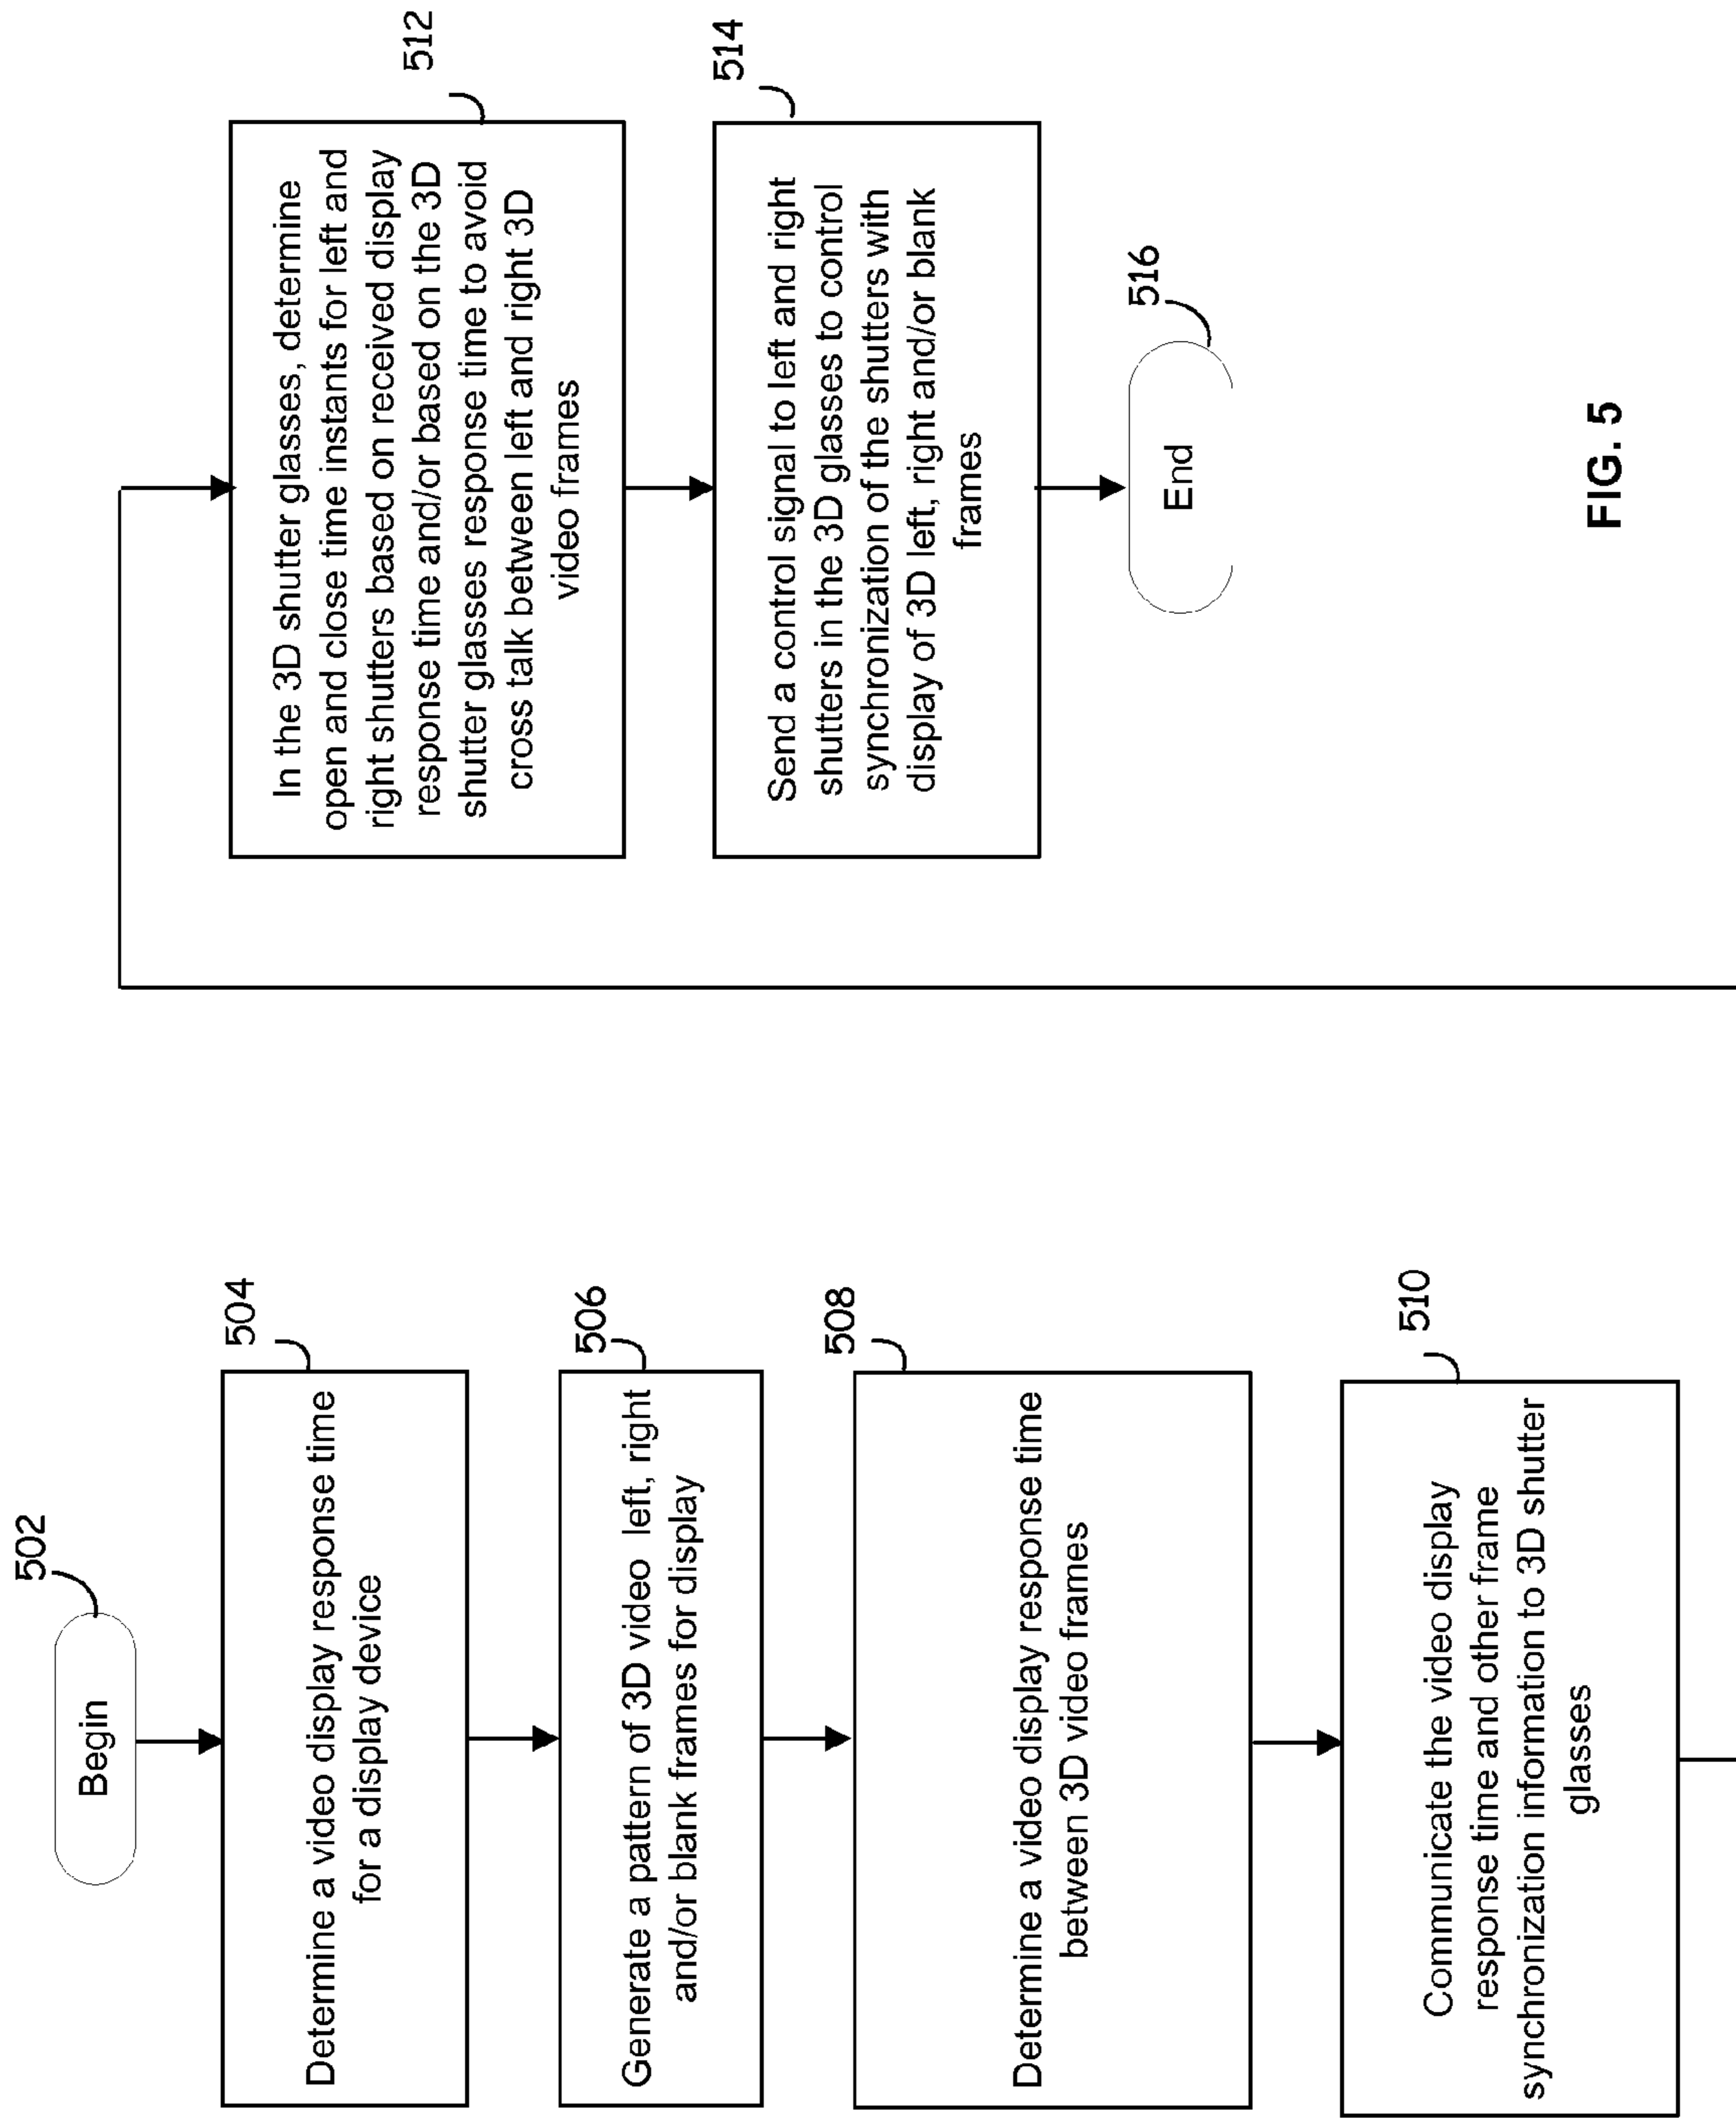 502
Begin
504
Determine a video display response time
for a display device
506
Generate a pattern of 3D video left, right
and/or blank frames for display
508
Determine a video display response time
between 3D video frames
510
Communicate the video display
response time and other frame
synchronization information to 3D shutter
glasses
512
In the 3D shutter glasses, determine
open and close time instants for left and
right shutters based on received display
response time and/or based on the 3D
shutter glasses response time to avoid
cross talk between left and right 3D
video frames
514
Send a control signal to left and right
shutters in the 3D glasses to control
synchronization of the shutters with
display of 3D left, right and/or blank
frames
516
End
FIG. 5